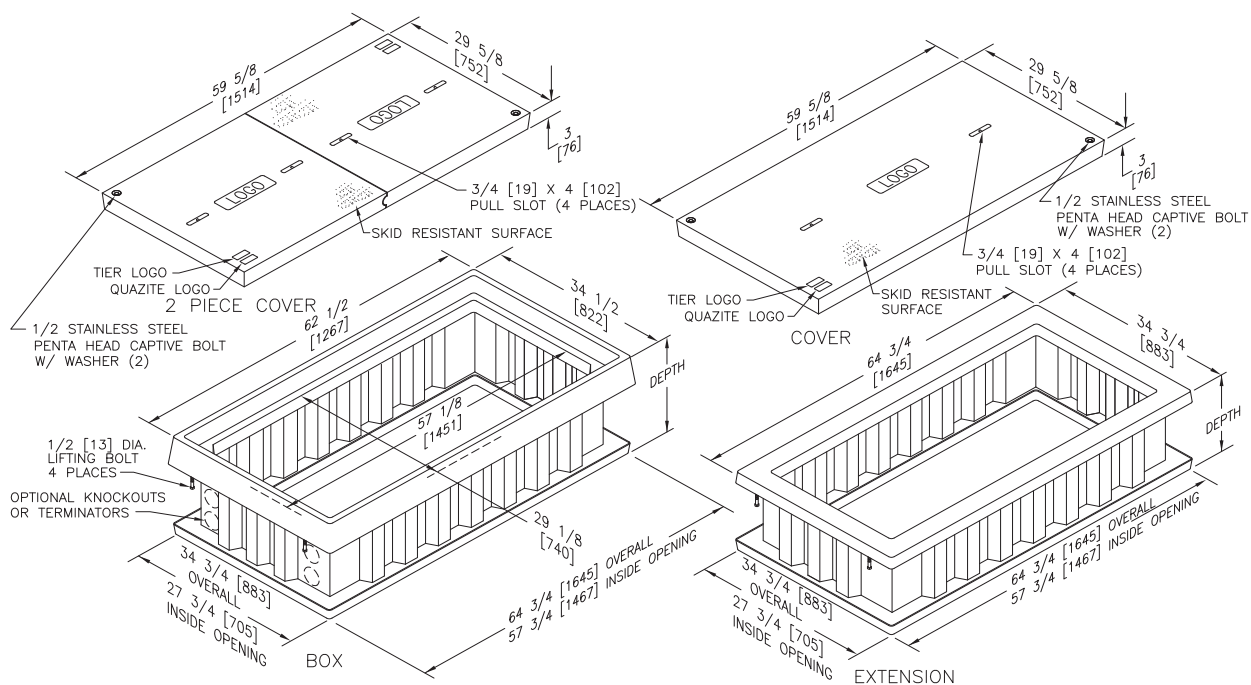 59 5/8
[1514]
29 5/8
[752]
3
[76]
LOGO
LOGO
3/4 [19] X 4 [102]
PULL SLOT (4 PLACES)
SKID RESISTANT SURFACE
TIER LOGO
QUAZITE LOGO
2 PIECE COVER
1/2 STAINLESS STEEL
PENTA HEAD CAPTIVE BOLT
W/ WASHER (2)
59 5/8
[1514]
29 5/8
[752]
3
[76]
LOGO
1/2 STAINLESS STEEL
PENTA HEAD CAPTIVE BOLT
W/ WASHER (2)
3/4 [19] X 4 [102]
PULL SLOT (4 PLACES)
SKID RESISTANT
SURFACE
TIER LOGO
QUAZITE LOGO
COVER
62 1/2
[1267]
34 1/2
[822]
DEPTH
57 1/8
[1451]
29 1/8
[740]
1/2 [13] DIA.
LIFTING BOLT
4 PLACES
OPTIONAL KNOCKOUTS
OR TERMINATORS
34 3/4 [883]
OVERALL
27 3/4 [705]
INSIDE OPENING
64 3/4 [1645] OVERALL
57 3/4 [1467] INSIDE OPENING
BOX
64 3/4
[1645]
34 3/4
[883]
DEPTH
34 3/4 [883]
OVERALL
27 3/4 [705]
INSIDE OPENING
64 3/4 [1645] OVERALL
57 3/4 [1467] INSIDE OPENING
EXTENSION